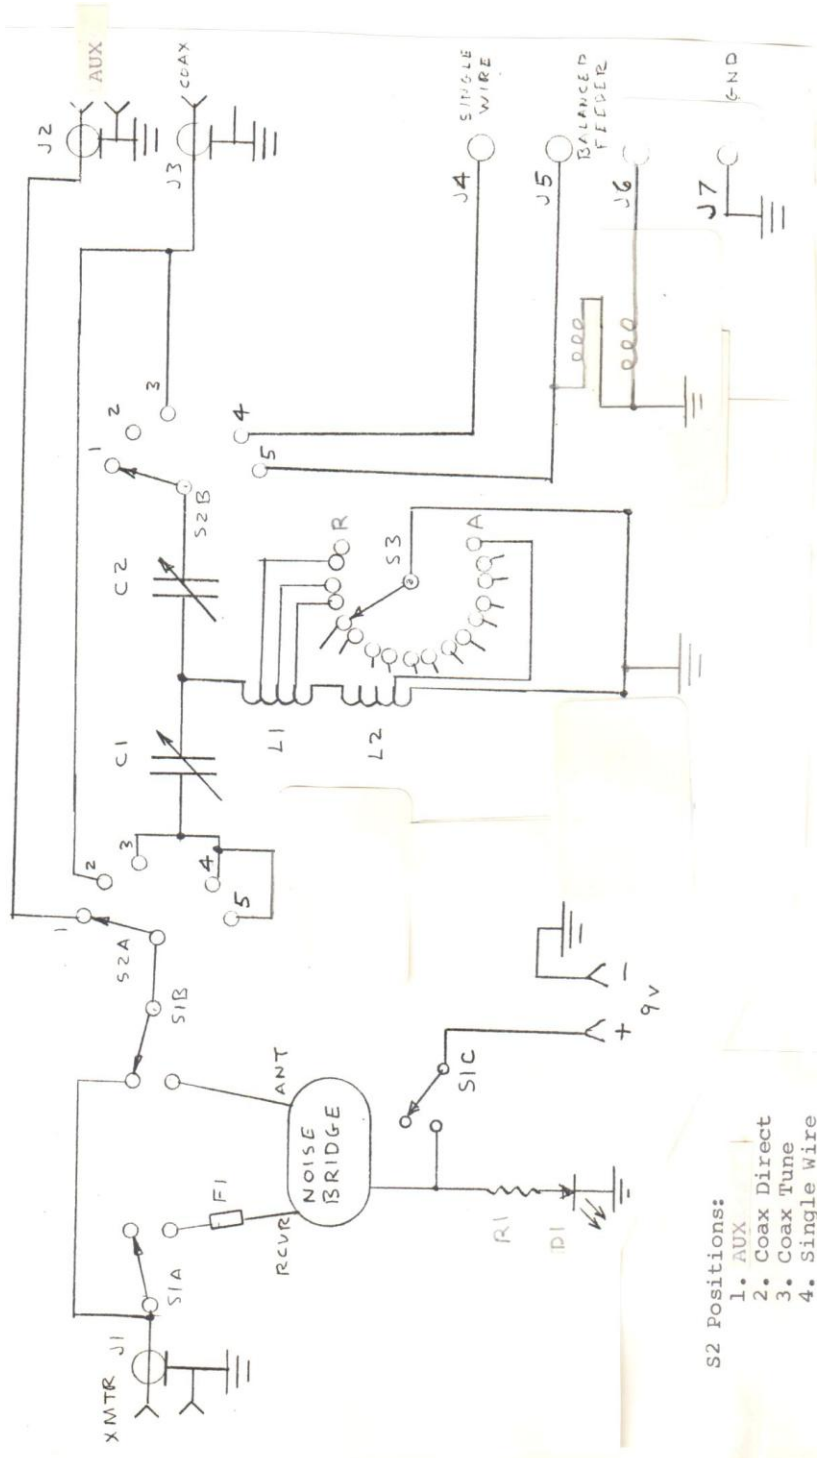 XMTR
J1
S1A
F1
RCVR
NOISE
BRIDGE
ANT
S1B
S2A
1
2
3
4
5
R1
D1
S1C
+
-
9V
C1
C2
L1
L2
S2B
1
2
3
4
5
R
S3
A
J2
AUX
J3
COAX
J4
SINGLE
WIRE
J5
BALANCED
FEEDER
J6
J7
GND
S2 Positions:
1. AUX
2. Coax Direct
3. Coax Tune
4. Single Wire